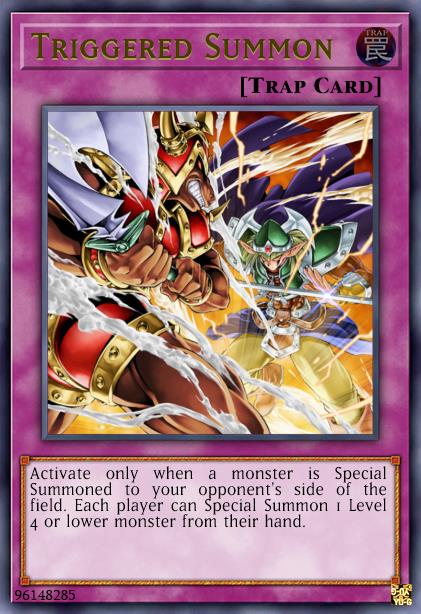 Triggered Summon
TRAP
罠
[Trap Card]
Activate only when a monster is Special
Summoned to your opponent's side of the
field. Each player can Special Summon 1 Level
4 or lower monster from their hand.
96148285